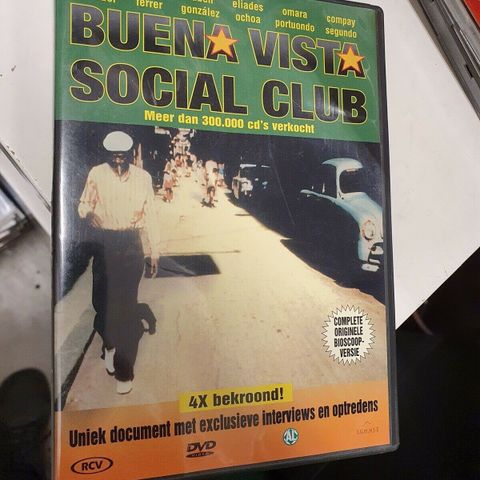 ferrer eliades omara compay
gonzález ochoa portuondo segundo
BUENA VISTA
SOCIAL CLUB
Meer dan 300.000 cd's verkocht
COMPLETE
ORIGINELE
BIOSCOOP-
VERSIE
4X bekroond!
Uniek document met exclusieve interviews en optredens
RCV
DVD
VIDEO
AL